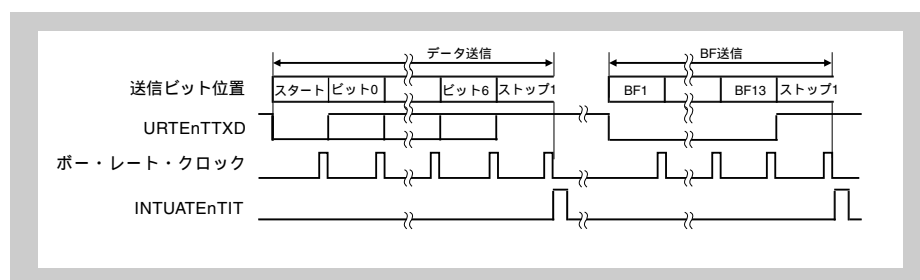 データ送信 BF送信
送信ビット位置 スタート ビット0 ビット6 ストップ1 BF1 BF13 ストップ1
URTEnTTXD
ボー・レート・クロック
INTUATEnTIT